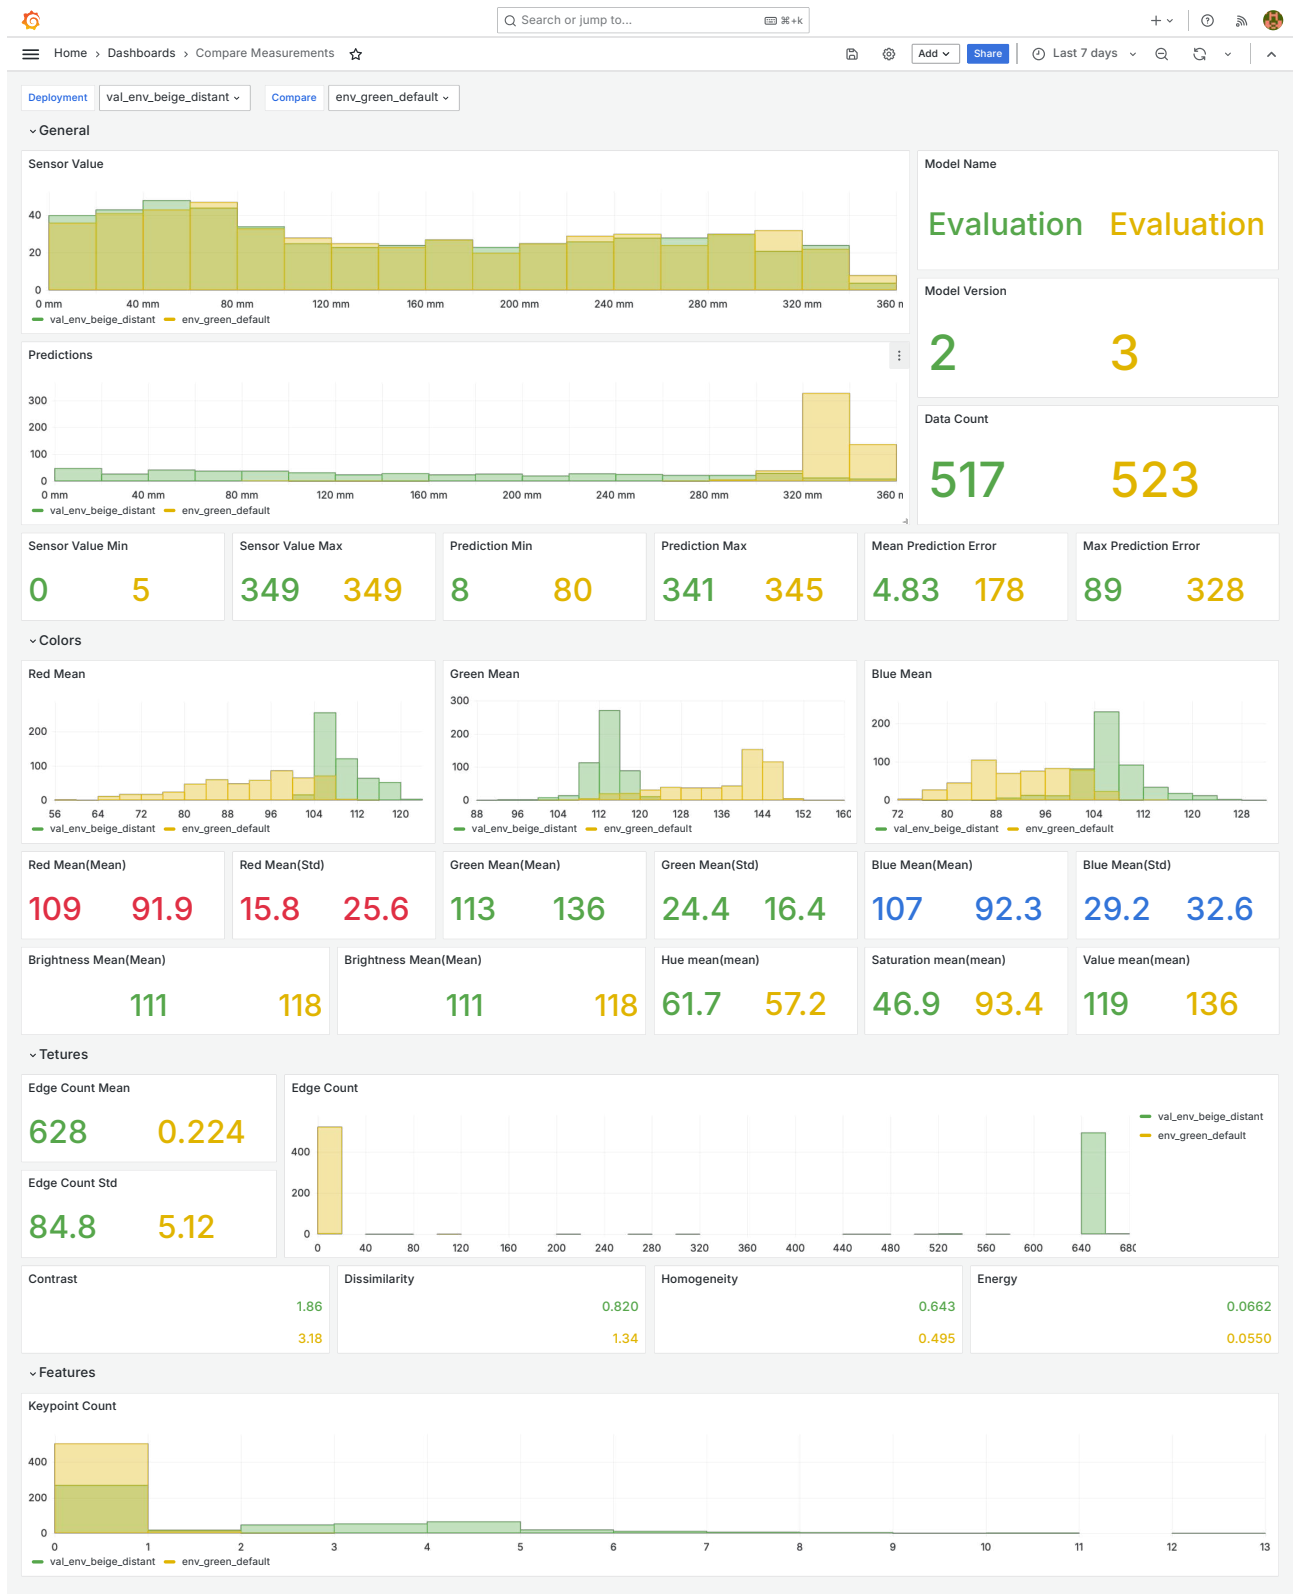 Search or jump to...
⌘+k
Home › Dashboards › Compare Measurements
Add
Share
Last 7 days
Deployment
val_env_beige_distant
Compare
env_green_default
General
Sensor Value
40
20
0
0 mm 40 mm 80 mm 120 mm 160 mm 200 mm 240 mm 280 mm 320 mm 360 m
val_env_beige_distant env_green_default
Model Name
Evaluation Evaluation
Model Version
2 3
Predictions
300
200
100
0
0 mm 40 mm 80 mm 120 mm 160 mm 200 mm 240 mm 280 mm 320 mm 360 m
val_env_beige_distant env_green_default
Data Count
517 523
Sensor Value Min
0 5
Sensor Value Max
349 349
Prediction Min
8 80
Prediction Max
341 345
Mean Prediction Error
4.83 178
Max Prediction Error
89 328
Colors
Red Mean
200
100
0
56 64 72 80 88 96 104 112 120
val_env_beige_distant env_green_default
Green Mean
300
200
100
0
88 96 104 112 120 128 136 144 152 160
val_env_beige_distant env_green_default
Blue Mean
200
100
0
72 80 88 96 104 112 120 128
val_env_beige_distant env_green_default
Red Mean(Mean)
109 91.9
Red Mean(Std)
15.8 25.6
Green Mean(Mean)
113 136
Green Mean(Std)
24.4 16.4
Blue Mean(Mean)
107 92.3
Blue Mean(Std)
29.2 32.6
Brightness Mean(Mean)
111 118
Brightness Mean(Mean)
111 118
Hue mean(mean)
61.7 57.2
Saturation mean(mean)
46.9 93.4
Value mean(mean)
119 136
Tetures
Edge Count Mean
628 0.224
Edge Count Std
84.8 5.12
Edge Count
400
200
0
0 40 80 120 160 200 240 280 320 360 400 440 480 520 560 600 640 680
val_env_beige_distant
env_green_default
Contrast
1.86
3.18
Dissimilarity
0.820
1.34
Homogeneity
0.643
0.495
Energy
0.0662
0.0550
Features
Keypoint Count
400
200
0
0 1 2 3 4 5 6 7 8 9 10 11 12 13
val_env_beige_distant env_green_default